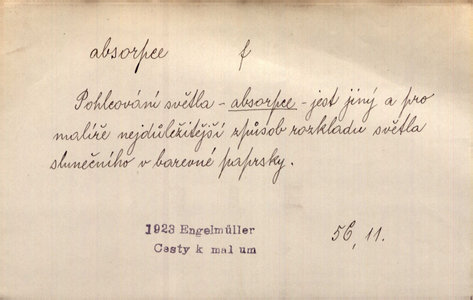 absorpce f
Pohlcování světla - absorpce - jest jiný a pro
malíře nejdůležitější způsob rozkladu světla
slunečního v barevné paprsky.
1923 Engelmüller
Cesty k mal um
56, 11.